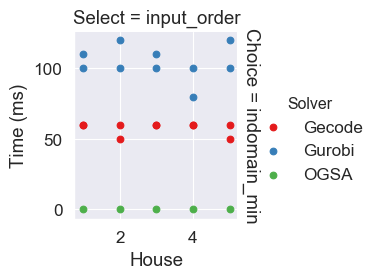 Select = input_order
Time (ms)
100
50
0
2
4
House
Choice = indomain_min
Solver
Gecode
Gurobi
OGSA